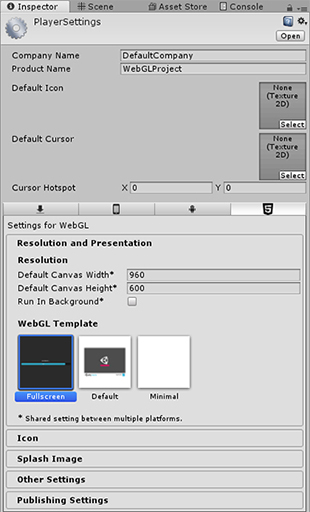 Inspector
Scene
Asset Store
Console
PlayerSettings
Open
Company Name DefaultCompany
Product Name WebGLProject
Default Icon
None
(Texture
2D)
Select
Default Cursor
None
(Texture
2D)
Select
Cursor Hotspot X 0 Y 0
Settings for WebGL
Resolution and Presentation
Resolution
Default Canvas Width* 960
Default Canvas Height* 600
Run In Background*
WebGL Template
Fullscreen Default Minimal
* Shared setting between multiple platforms.
Icon
Splash Image
Other Settings
Publishing Settings